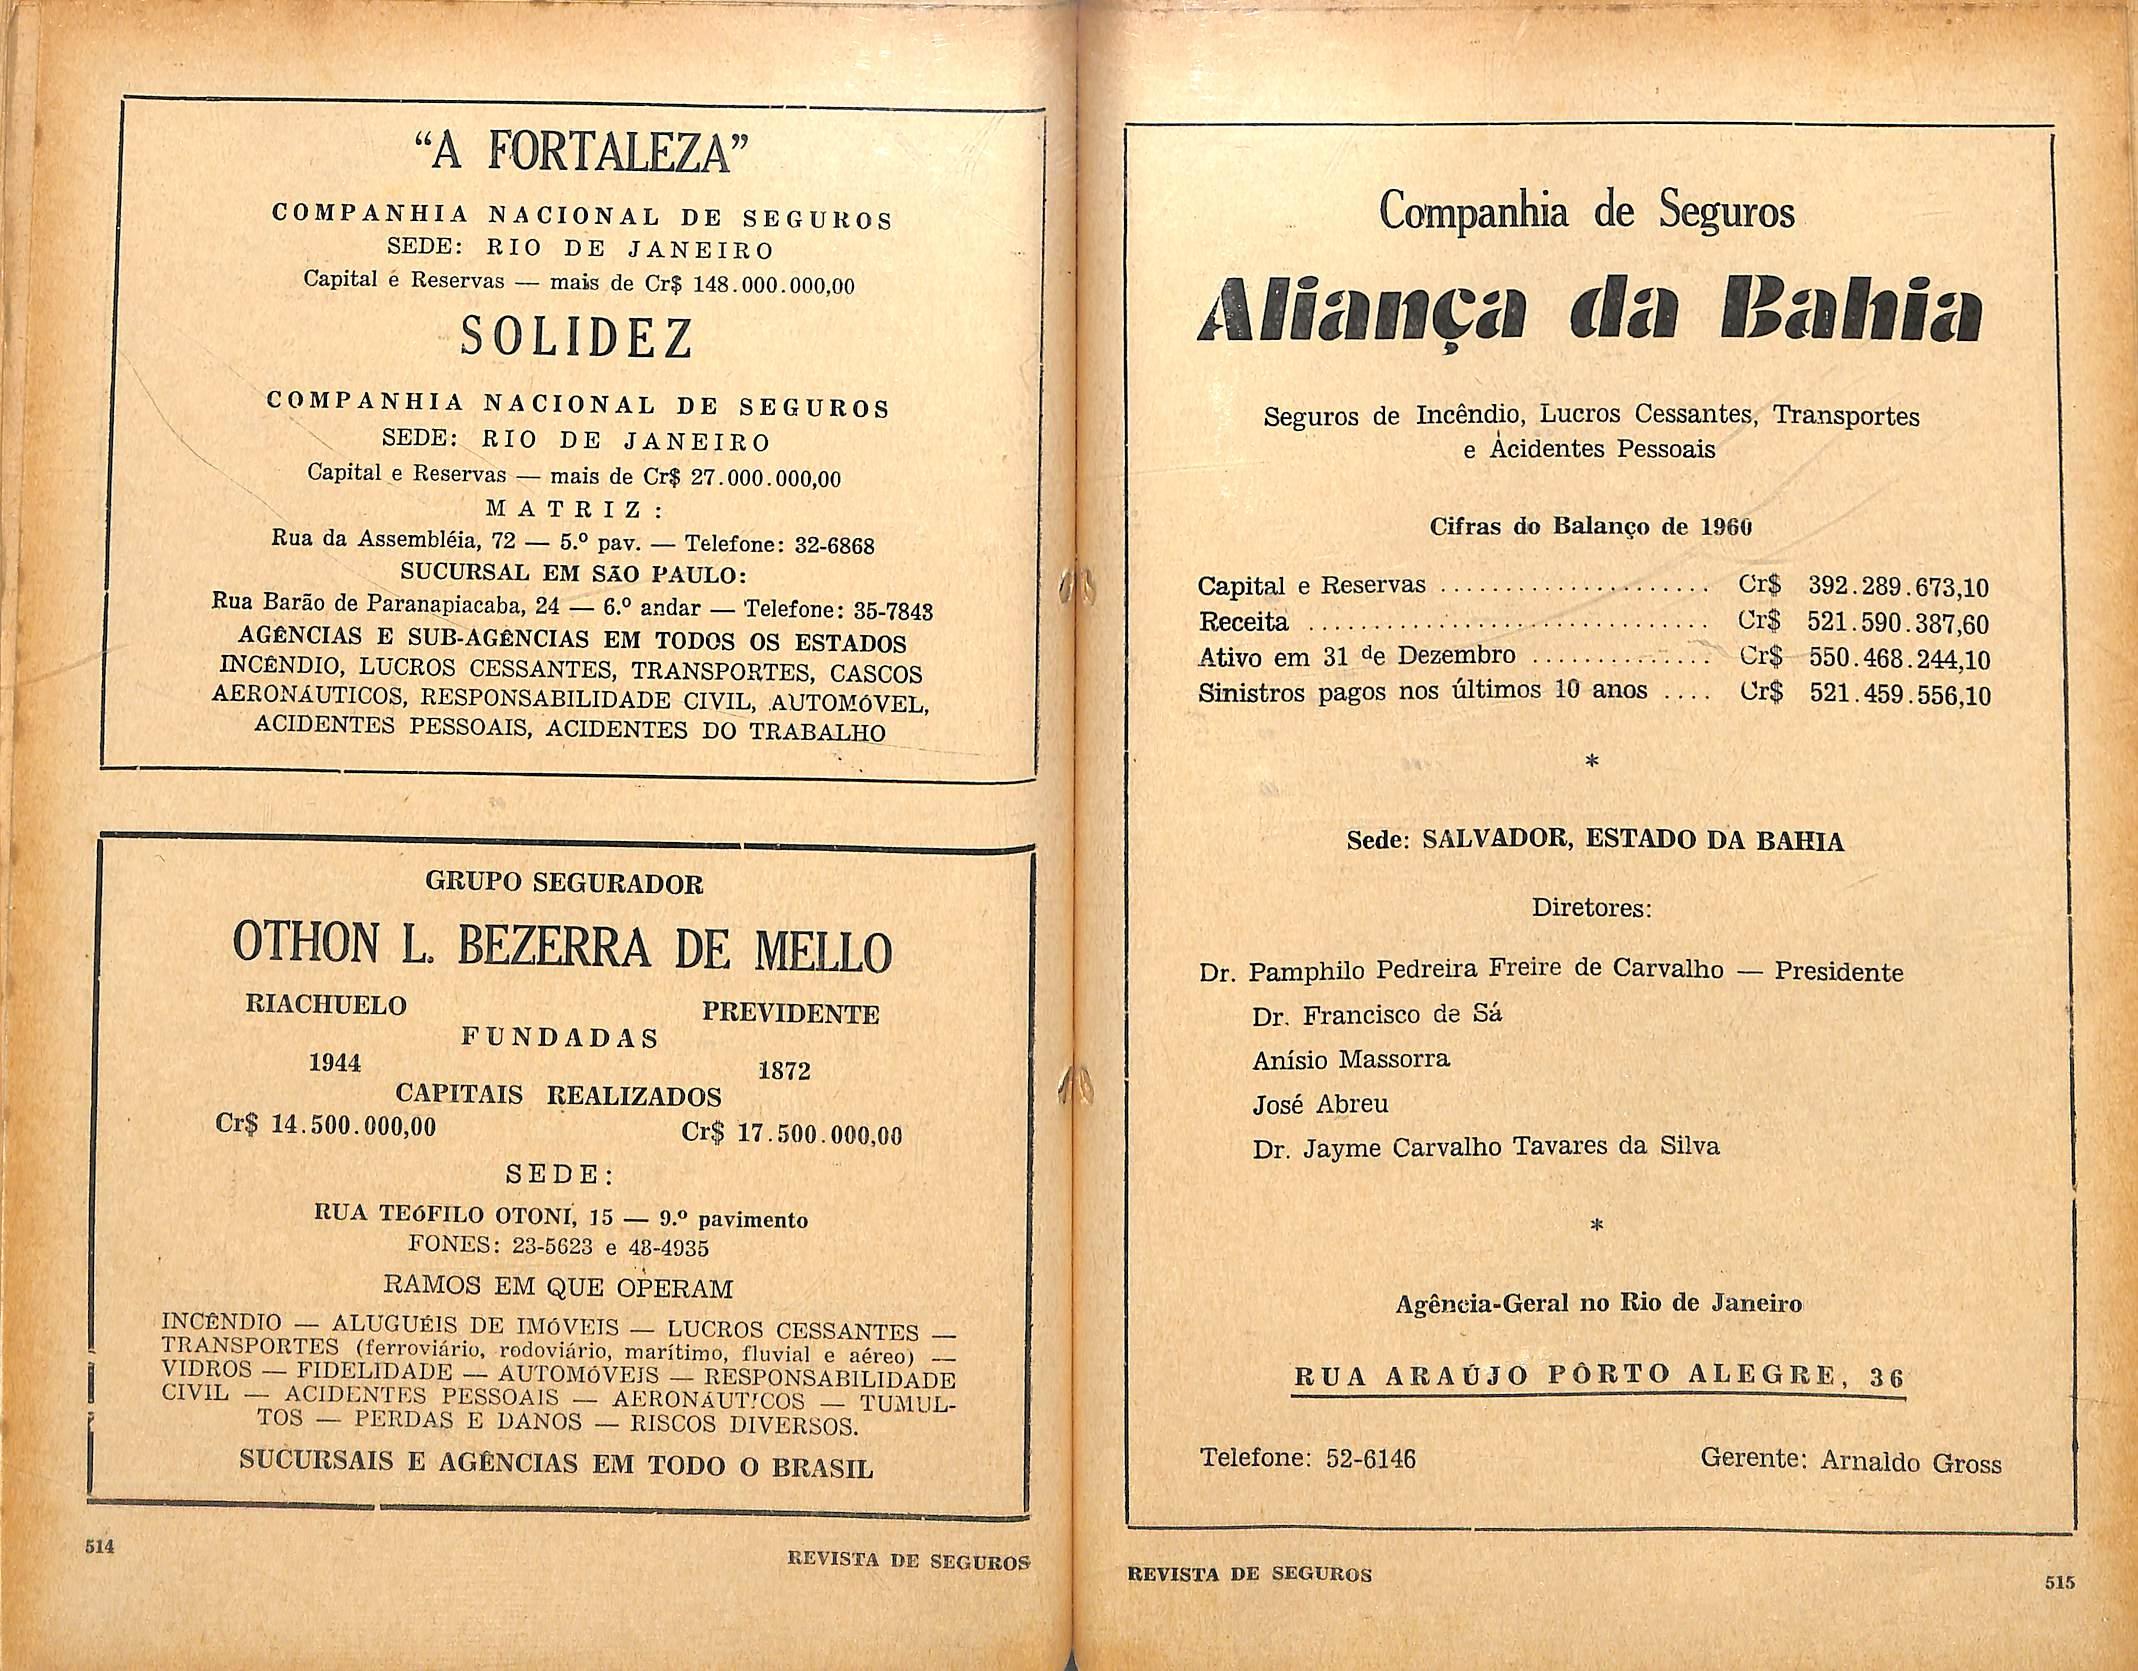 “A FORTALEZA”
COMPANHIA NACIONAL DE SEGUROS
SEDE: RIO DE JANEIRO
Capital e Reservas — mais de Cr$ 148.000.000,00
SOLIDEZ
COMPANHIA NACIONAL DE SEGUROS
SEDE: RIO DE JANEIRO
Capital e Reservas — mais de Cr$ 27.000.000,00
MATRIZ:
Rua da Assembléia, 72 — 5.º pav. — Telefone: 32-6868
SUCURSAL EM SÃO PAULO:
Rua Barão de Paranapiacaba, 24 — 6.º andar — Telefone: 35-7843
AGÊNCIAS E SUB-AGÊNCIAS EM TODOS OS ESTADOS
INCÊNDIO, LUCROS CESSANTES, TRANSPORTES, CASCOS
AERONÁUTICOS, RESPONSABILIDADE CIVIL, AUTOMÓVEL,
ACIDENTES PESSOAIS, ACIDENTES DO TRABALHO
GRUPO SEGURADOR
OTHON L. BEZERRA DE MELLO
RIACHUELO PREVIDENTE
FUNDADAS
1944 1872
CAPITAIS REALIZADOS
Cr$ 14.500.000,00 Cr$ 17.500.000,00
SEDE:
RUA TEÓFILO OTONI, 15 — 9.º pavimento
FONES: 23-5623 e 43-4935
RAMOS EM QUE OPERAM
INCÊNDIO — ALUGUÉIS DE IMÓVEIS — LUCROS CESSANTES —
TRANSPORTES (ferroviário, rodoviário, marítimo, fluvial e aéreo) —
VIDROS — FIDELIDADE — AUTOMÓVEIS — RESPONSABILIDADE
CIVIL — ACIDENTES PESSOAIS — AERONÁUTICOS — TUMUL-
TOS — PERDAS E DANOS — RISCOS DIVERSOS.
SUCURSAIS E AGÊNCIAS EM TODO O BRASIL
514
REVISTA DE SEGUROS
Companhia de Seguros
Aliança da Bahia
Seguros de Incêndio, Lucros Cessantes, Transportes
e Acidentes Pessoais
Cifras do Balanço de 1960
Capital e Reservas ..................... Cr$ 392.289.673,10
Receita ............................... Cr$ 521.590.387,60
Ativo em 31 de Dezembro .............. Cr$ 550.468.244,10
Sinistros pagos nos últimos 10 anos .... Cr$ 521.459.556,10
*
Sede: SALVADOR, ESTADO DA BAHIA
Diretores:
Dr. Pamphilo Pedreira Freire de Carvalho — Presidente
Dr. Francisco de Sá
Anísio Massorra
José Abreu
Dr. Jayme Carvalho Tavares da Silva
*
Agência-Geral no Rio de Janeiro
RUA ARAÚJO PÔRTO ALEGRE, 36
Telefone: 52-6146 Gerente: Arnaldo Gross
REVISTA DE SEGUROS
515